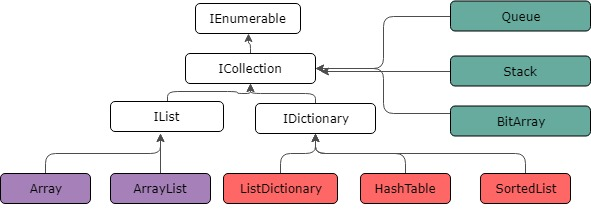 IEnumerable
Queue
ICollection
Stack
IList
IDictionary
BitArray
Array
ArrayList
ListDictionary
HashTable
SortedList